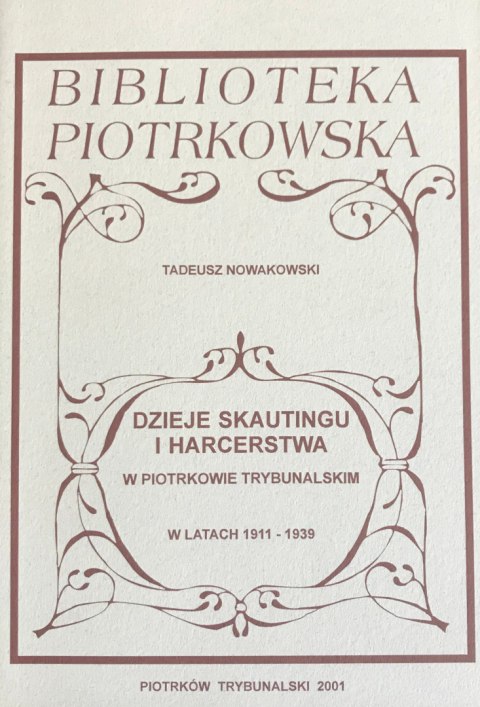 BIBLIOTEKA
PIOTRKOWSKA
TADEUSZ NOWAKOWSKI
DZIEJE SKAUTINGU
I HARCERSTWA
W PIOTRKOWIE TRYBUNALSKIM
W LATACH 1911 - 1939
PIOTRKÓW TRYBUNALSKI 2001